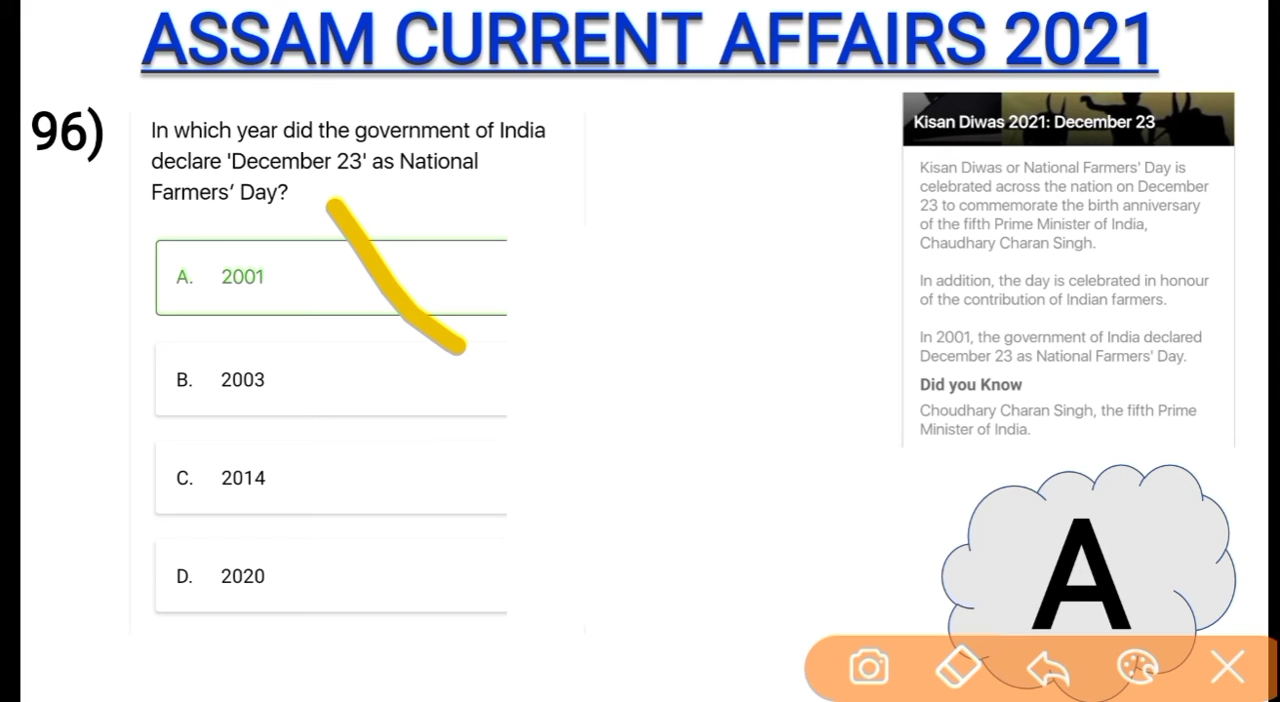 ASSAM CURRENT AFFAIRS 2021
96)
In which year did the government of India
declare 'December 23' as National
Farmers' Day?
A. 2001
B. 2003
C. 2014
D. 2020
Kisan Diwas 2021: December 23
Kisan Diwas or National Farmers' Day is
celebrated across the nation on December
23 to commemorate the birth anniversary
of the fifth Prime Minister of India,
Chaudhary Charan Singh.
In addition, the day is celebrated in honour
of the contribution of Indian farmers.
In 2001, the government of India declared
December 23 as National Farmers' Day.
Did you Know
Choudhary Charan Singh, the fifth Prime
Minister of India.
A